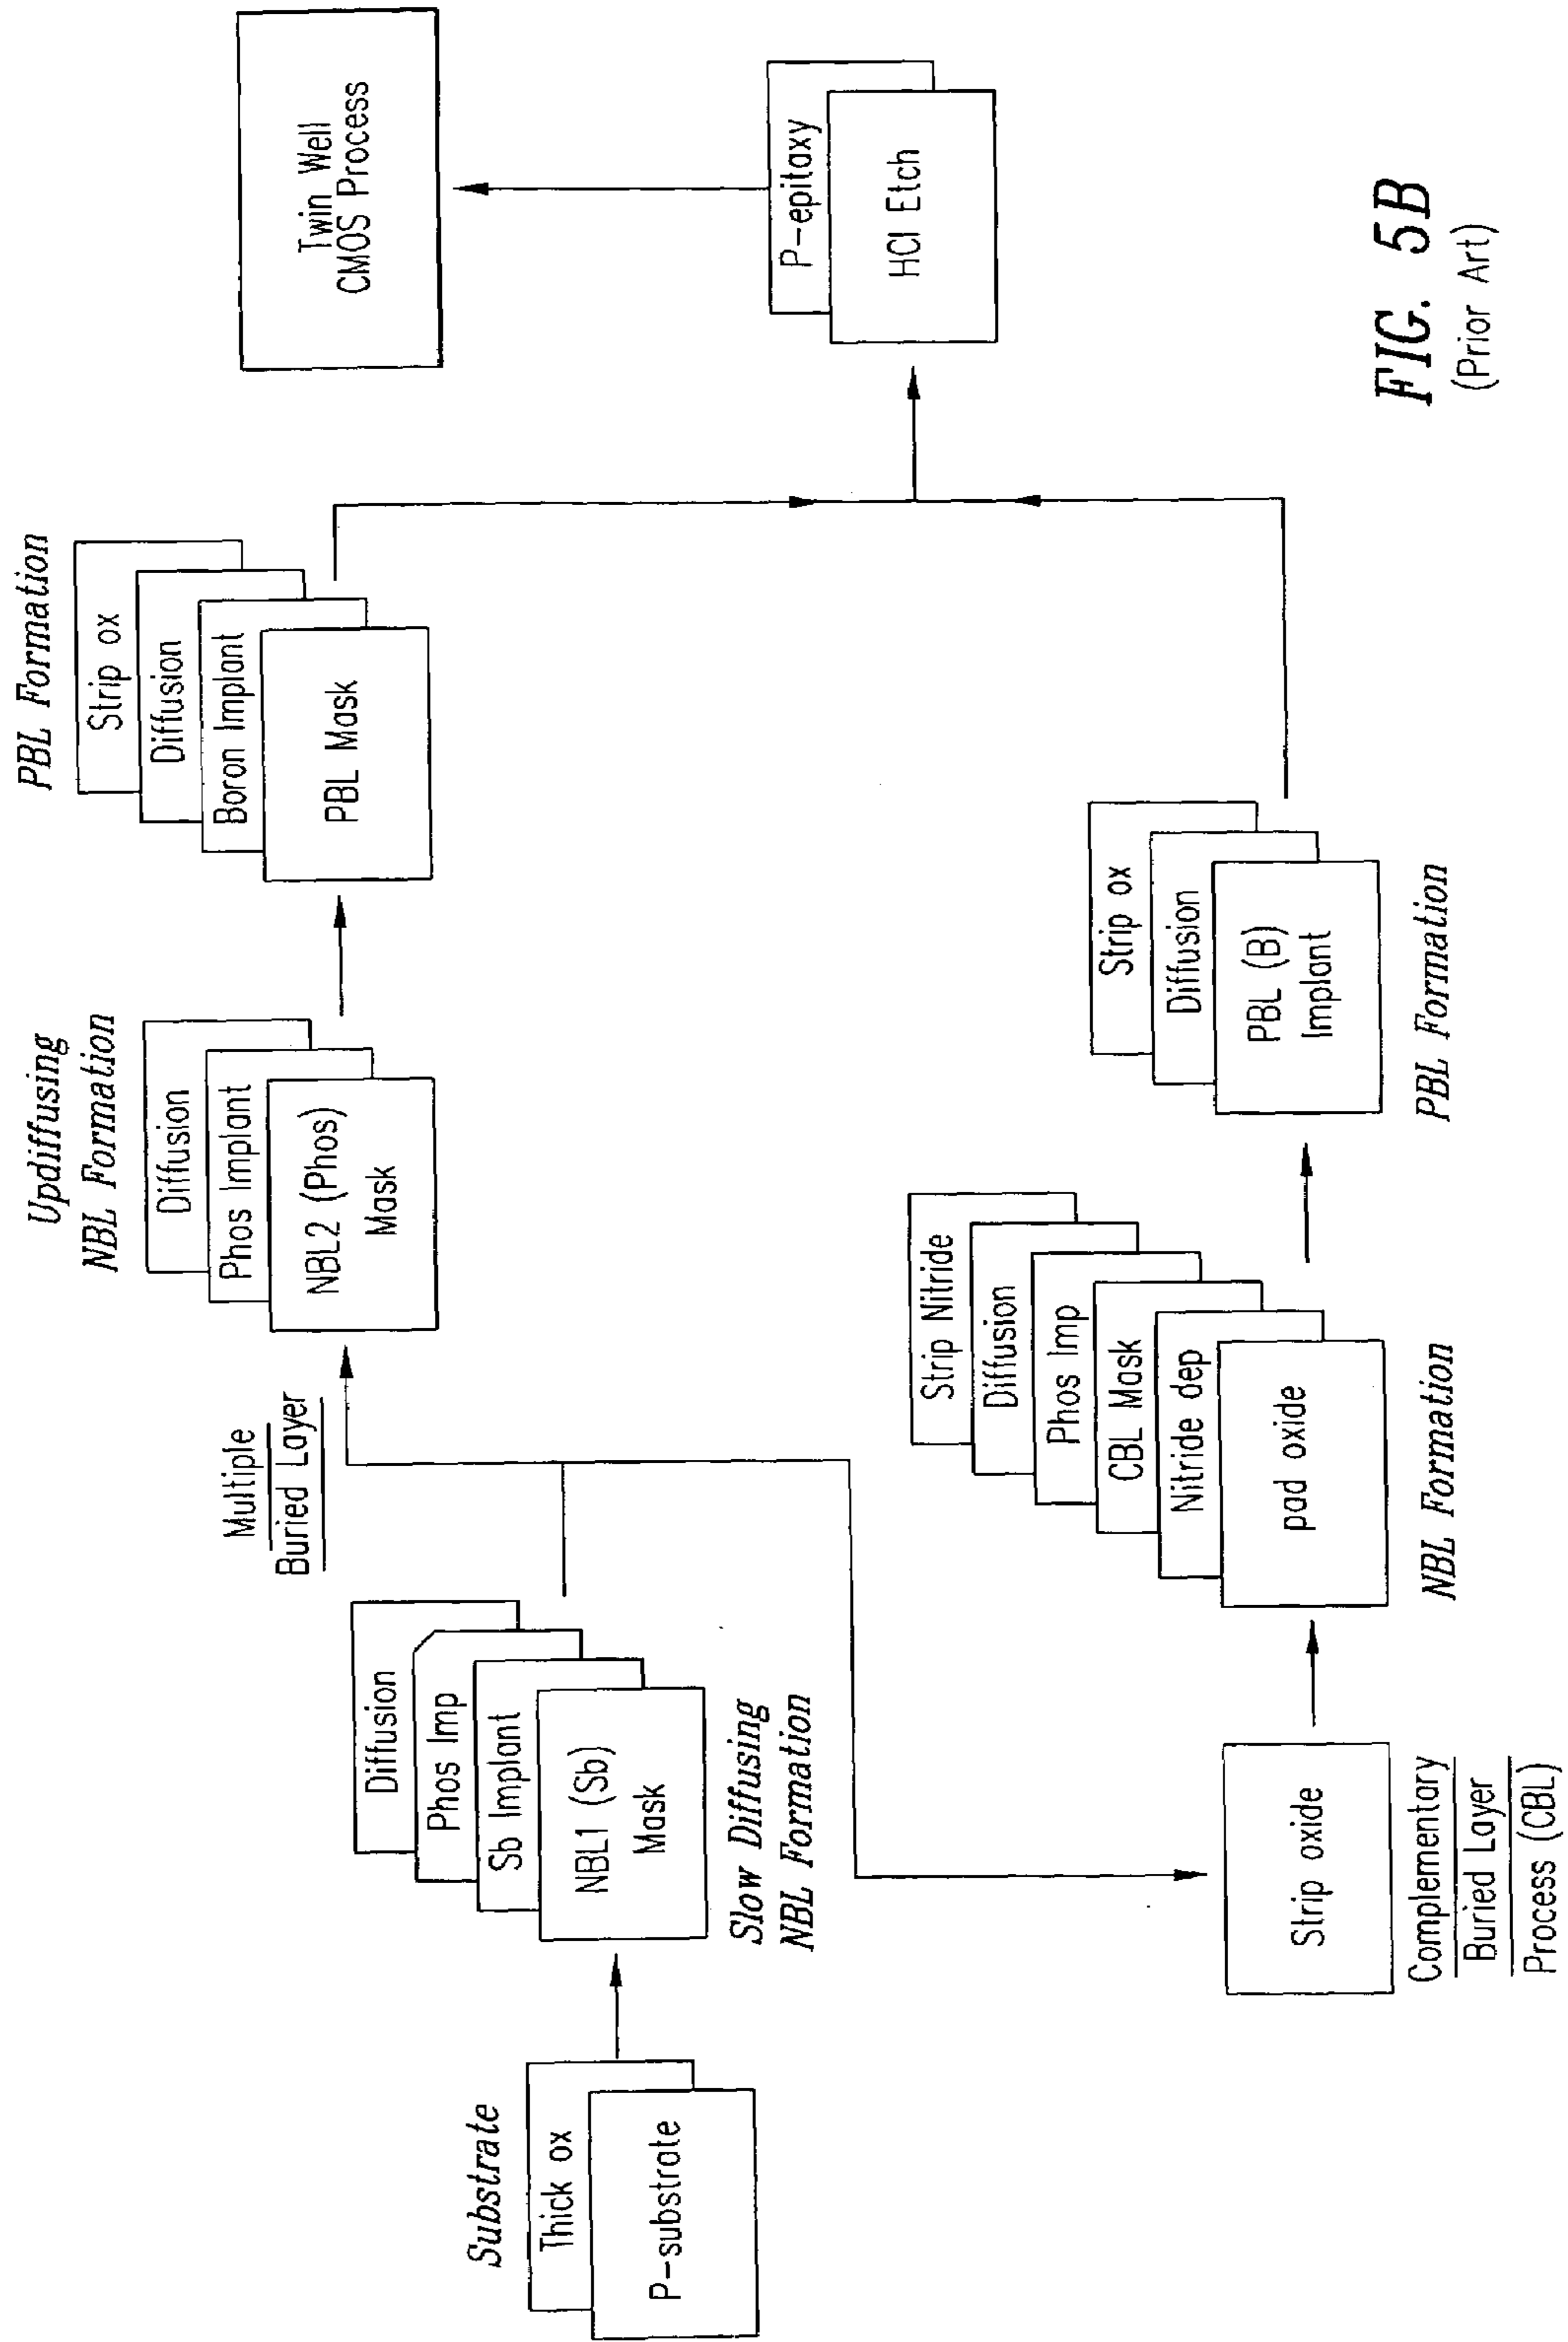 Substrate
Thick ox
P-substrate
Diffusion
Phos Imp
Sb Implant
NBL1 (Sb)
Mask
Slow Diffusing
NBL Formation
Multiple
Buried Layer
Updiffusing
NBL Formation
Diffusion
Phos Implant
NBL2 (Phos)
Mask
PBL Formation
Strip ox
Diffusion
Boron Implant
PBL Mask
Strip oxide
Complementary
Buried Layer
Process (CBL)
Strip Nitride
Diffusion
Phos Imp
CBL Mask
Nitride dep
pad oxide
NBL Formation
Strip ox
Diffusion
PBL (B)
Implant
PBL Formation
P-epitaxy
HCl Etch
Twin Well
CMOS Process
FIG. 5B
(Prior Art)